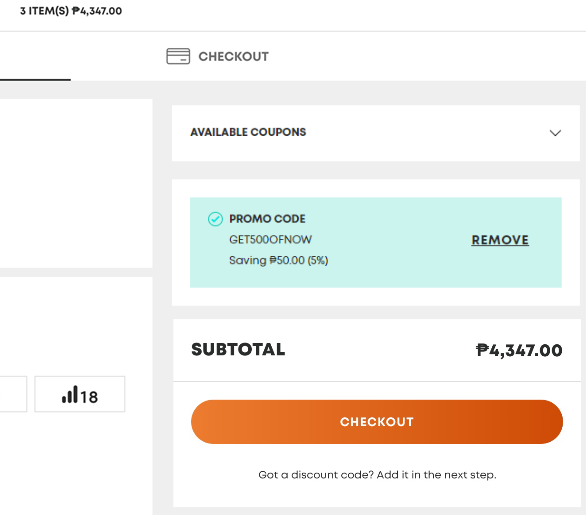 3 ITEM(S) ₱4,347.00
CHECKOUT
AVAILABLE COUPONS
PROMO CODE
GET500OFNOW
Saving ₱50.00 (5%)
REMOVE
SUBTOTAL
₱4,347.00
18
CHECKOUT
Got a discount code? Add it in the next step.